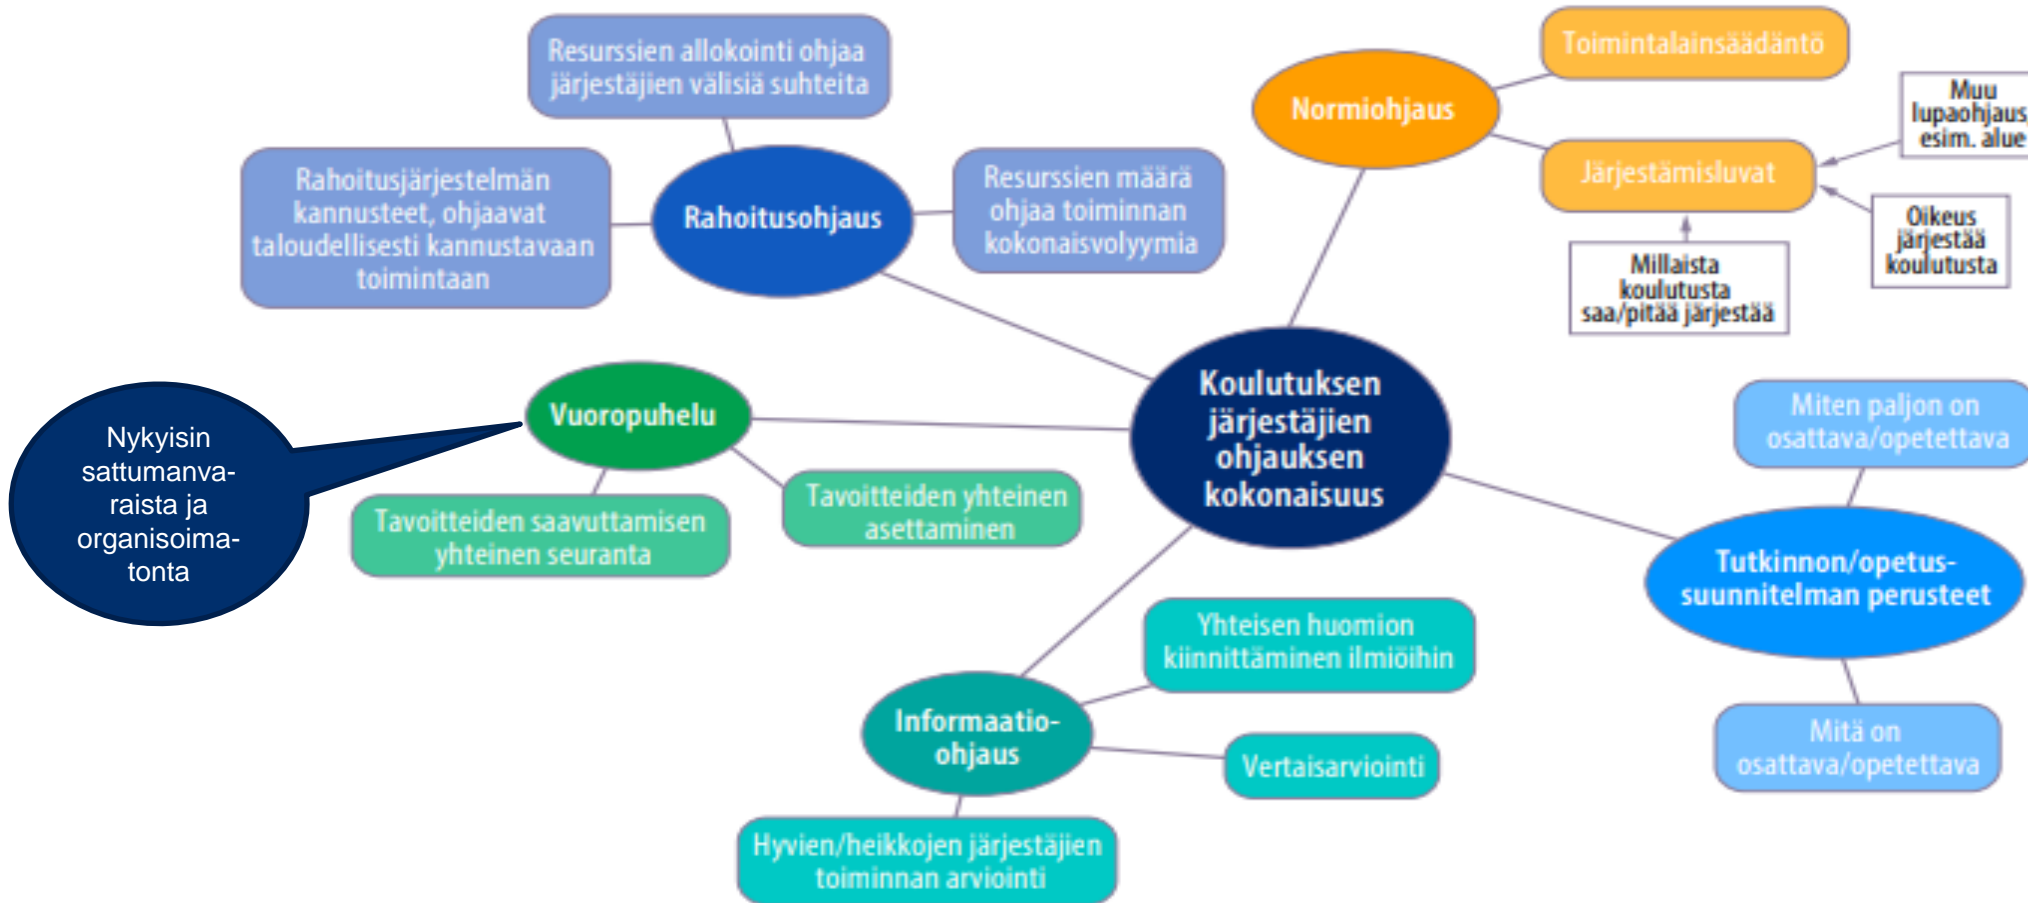 Resurssien allokointi ohjaa
järjestäjien välisiä suhteita
Rahoitusjärjestelmän
kannusteet, ohjaavat
taloudellisesti kannustavaan
toimintaan
Rahoitusohjaus
Resurssien määrä
ohjaa toiminnan
kokonaisvolyymia
Normiohjaus
Toimintalainsäädäntö
Järjestämisluvat
Muu
lupaohjaus,
esim. alue
Oikeus
järjestää
koulutusta
Millaista
koulutusta
saa/pitää järjestää
Koulutuksen
järjestäjien
ohjauksen
kokonaisuus
Nykyisin
sattumanva-
raista ja
organisoima-
tonta
Vuoropuhelu
Tavoitteiden saavuttamisen
yhteinen seuranta
Tavoitteiden yhteinen
asettaminen
Miten paljon on
osattava/opetettava
Tutkinnon/opetus-
suunnitelman perusteet
Mitä on
osattava/opetettava
Informaatio-
ohjaus
Yhteisen huomion
kiinnittäminen ilmiöihin
Vertaisarviointi
Hyvien/heikkojen järjestäjien
toiminnan arviointi